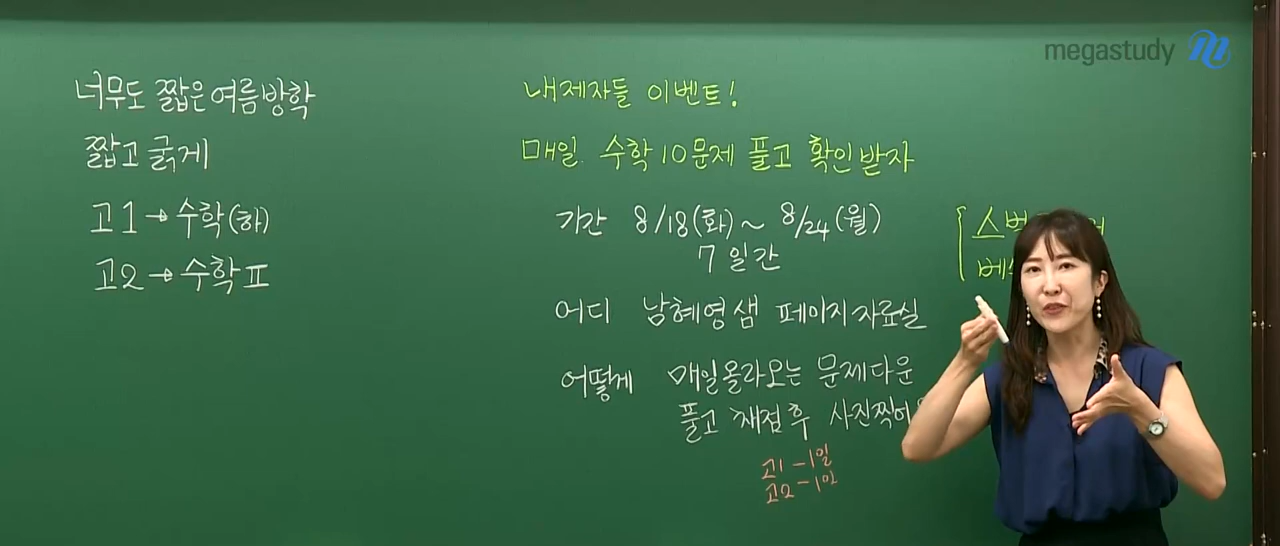 megastudy
너무도 짧은 여름방학
짧고 굵게
고1 → 수학(하)
고2 → 수학Ⅱ
내제자들 이벤트!
매일 수학10문제 풀고 확인받자
기간 8/18(화) ~ 8/24(월)
7일간
어디 남혜영샘 페이지자료실
어떻게 매일올라오는 문제다운
풀고 채점후 사진찍어
고1 - 1일
고2 - 1일
스벅